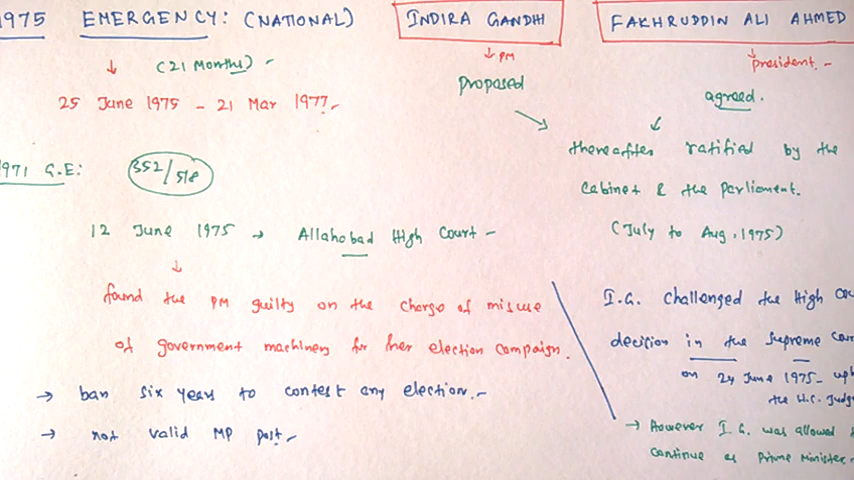 1975 EMERGENCY: (NATIONAL)
(21 Months) -
25 June 1975 - 21 Mar 1977.-
1971 G.E: 352/518
INDIRA GANDHI
PM
Proposed
FAKHRUDDIN ALI AHMED
president. -
agreed.
thereafter ratified by the
Cabinet & the Parliament.
(July to Aug. 1975)
12 June 1975 → Allahabad High Court -
found the PM guilty on the charge of misuse
of government machinery for her election campaign.
→ ban six years to contest any election.-
→ not valid MP post.-
I.G. challenged the High
decision in the Supreme
on 24 June 1975-
the H.C.
→ However I.G. was allowed
continue as Prime Minister.